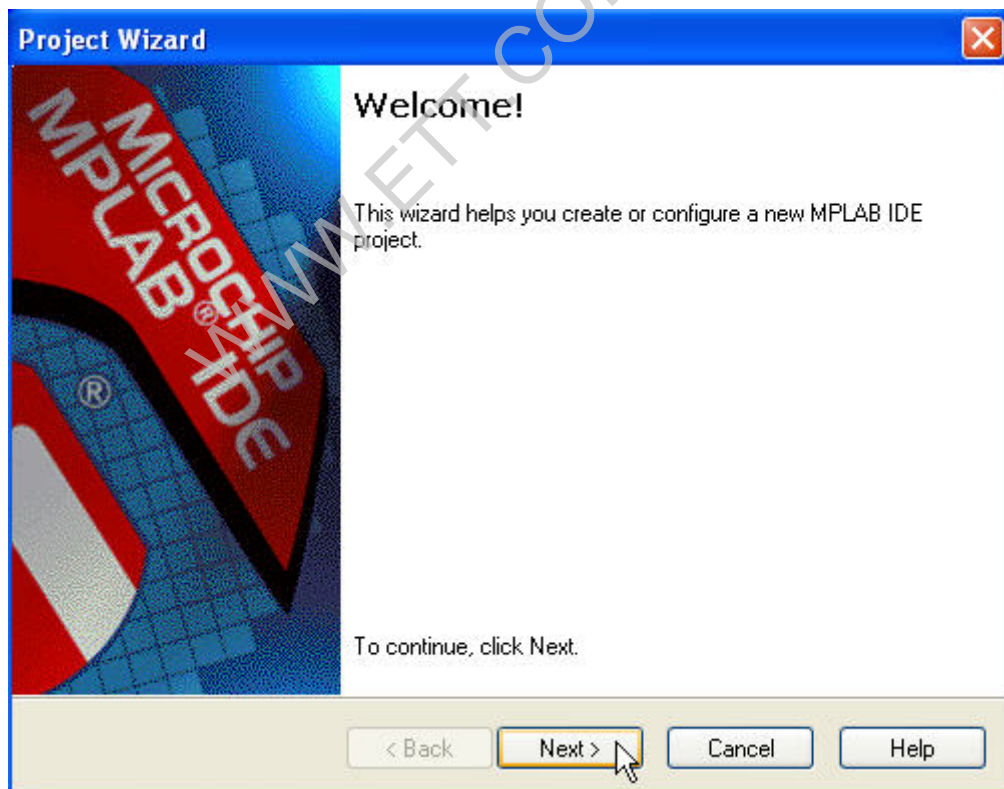 Project Wizard
MICROCHIP
MPLAB® IDE
®
Welcome!
This wizard helps you create or configure a new MPLAB IDE
project.
To continue, click Next.
< Back
Next >
Cancel
Help
WWW.ETT.CO